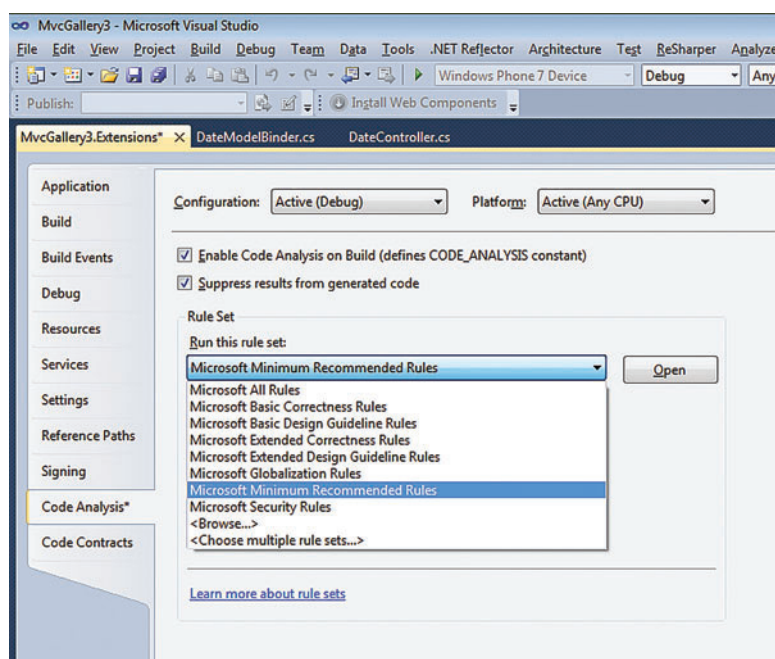 MvcGallery3 - Microsoft Visual Studio
File Edit View Project Build Debug Team Data Tools .NET Reflector Architecture Test ReSharper Analyze
Windows Phone 7 Device Debug Any
Publish: Install Web Components
MvcGallery3.Extensions* DateModelBinder.cs DateController.cs
Application
Configuration: Active (Debug) Platform: Active (Any CPU)
Build
Build Events
Enable Code Analysis on Build (defines CODE_ANALYSIS constant)
Debug
Suppress results from generated code
Resources
Rule Set
Run this rule set:
Services
Microsoft Minimum Recommended Rules Open
Microsoft All Rules
Settings
Microsoft Basic Correctness Rules
Microsoft Basic Design Guideline Rules
Reference Paths
Microsoft Extended Correctness Rules
Microsoft Extended Design Guideline Rules
Signing
Microsoft Globalization Rules
Microsoft Minimum Recommended Rules
Code Analysis*
Microsoft Security Rules
<Browse...>
Code Contracts
<Choose multiple rule sets...>
Learn more about rule sets